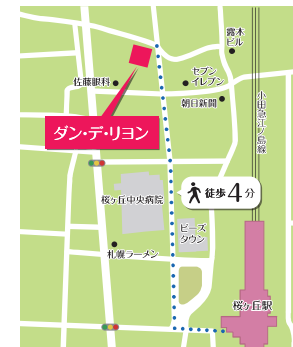 露木
ビル
セブン
イレブン
佐藤眼科
朝日新聞
小田急江ノ島線
ダン・デ・リヨン
徒歩4分
桜ヶ丘中央病院
ビーズ
タウン
札幌ラーメン
桜ヶ丘駅